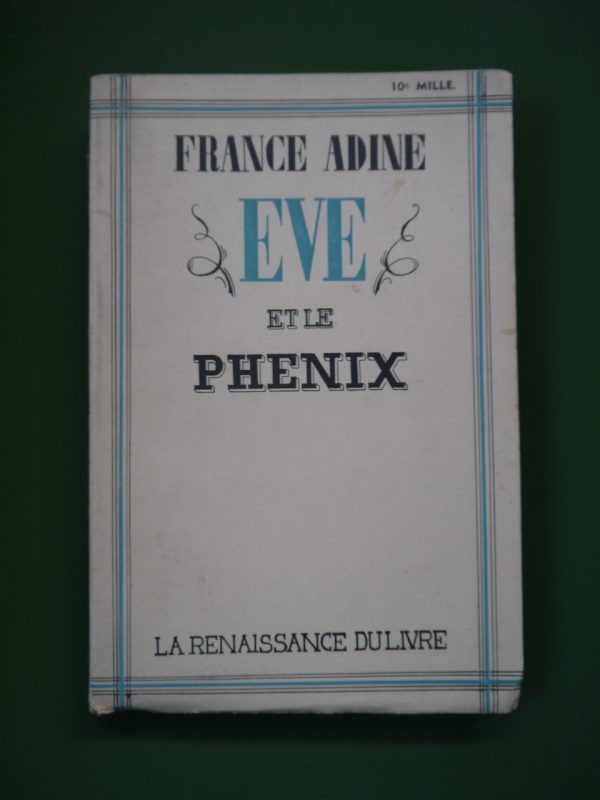 10e MILLE.
FRANCE ADINE
EVE
ET LE
PHENIX
LA RENAISSANCE DU LIVRE